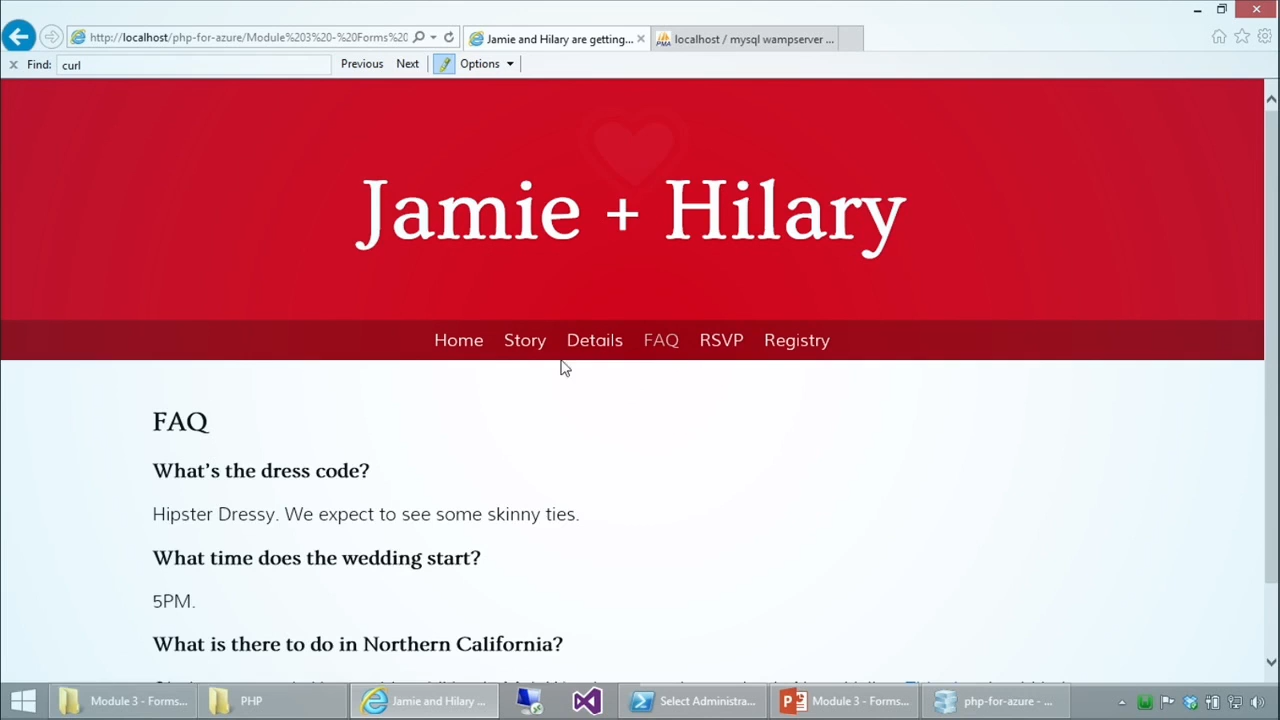 http://localhost/php-for-azure/Module%203%20-%20Forms%20
Jamie and Hilary are getting...
localhost / mysql wampserver ...
Find: curl
Previous Next Options
Jamie + Hilary
Home Story Details FAQ RSVP Registry
FAQ
What's the dress code?
Hipster Dressy. We expect to see some skinny ties.
What time does the wedding start?
5PM.
What is there to do in Northern California?
Module 3 - Forms...
PHP
Jamie and Hilary ...
Select Administra...
Module 3 - Forms...
php-for-azure - ...